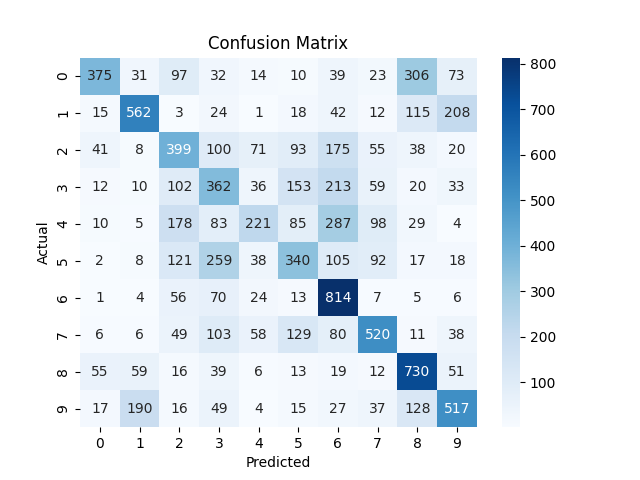 Confusion Matrix
0 375 31 97 32 14 10 39 23 306 73
1 15 562 3 24 1 18 42 12 115 208
2 41 8 399 100 71 93 175 55 38 20
3 12 10 102 362 36 153 213 59 20 33
4 10 5 178 83 221 85 287 98 29 4
5 2 8 121 259 38 340 105 92 17 18
6 1 4 56 70 24 13 814 7 5 6
7 6 6 49 103 58 129 80 520 11 38
8 55 59 16 39 6 13 19 12 730 51
9 17 190 16 49 4 15 27 37 128 517
0 1 2 3 4 5 6 7 8 9
Predicted
Actual
800
700
600
500
400
300
200
100